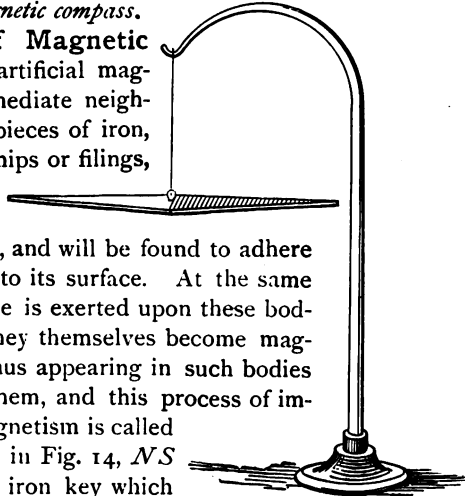 netic compass.
f Magnetic
artificial mag-
mediate neigh-
pieces of iron,
hips or filings,
, and will be found to adhere
to its surface. At the same
e is exerted upon these bod-
hey themselves become mag-
hus appearing in such bodies
hem, and this process of im-
gnetism is called
in Fig. 14, NS
iron key which